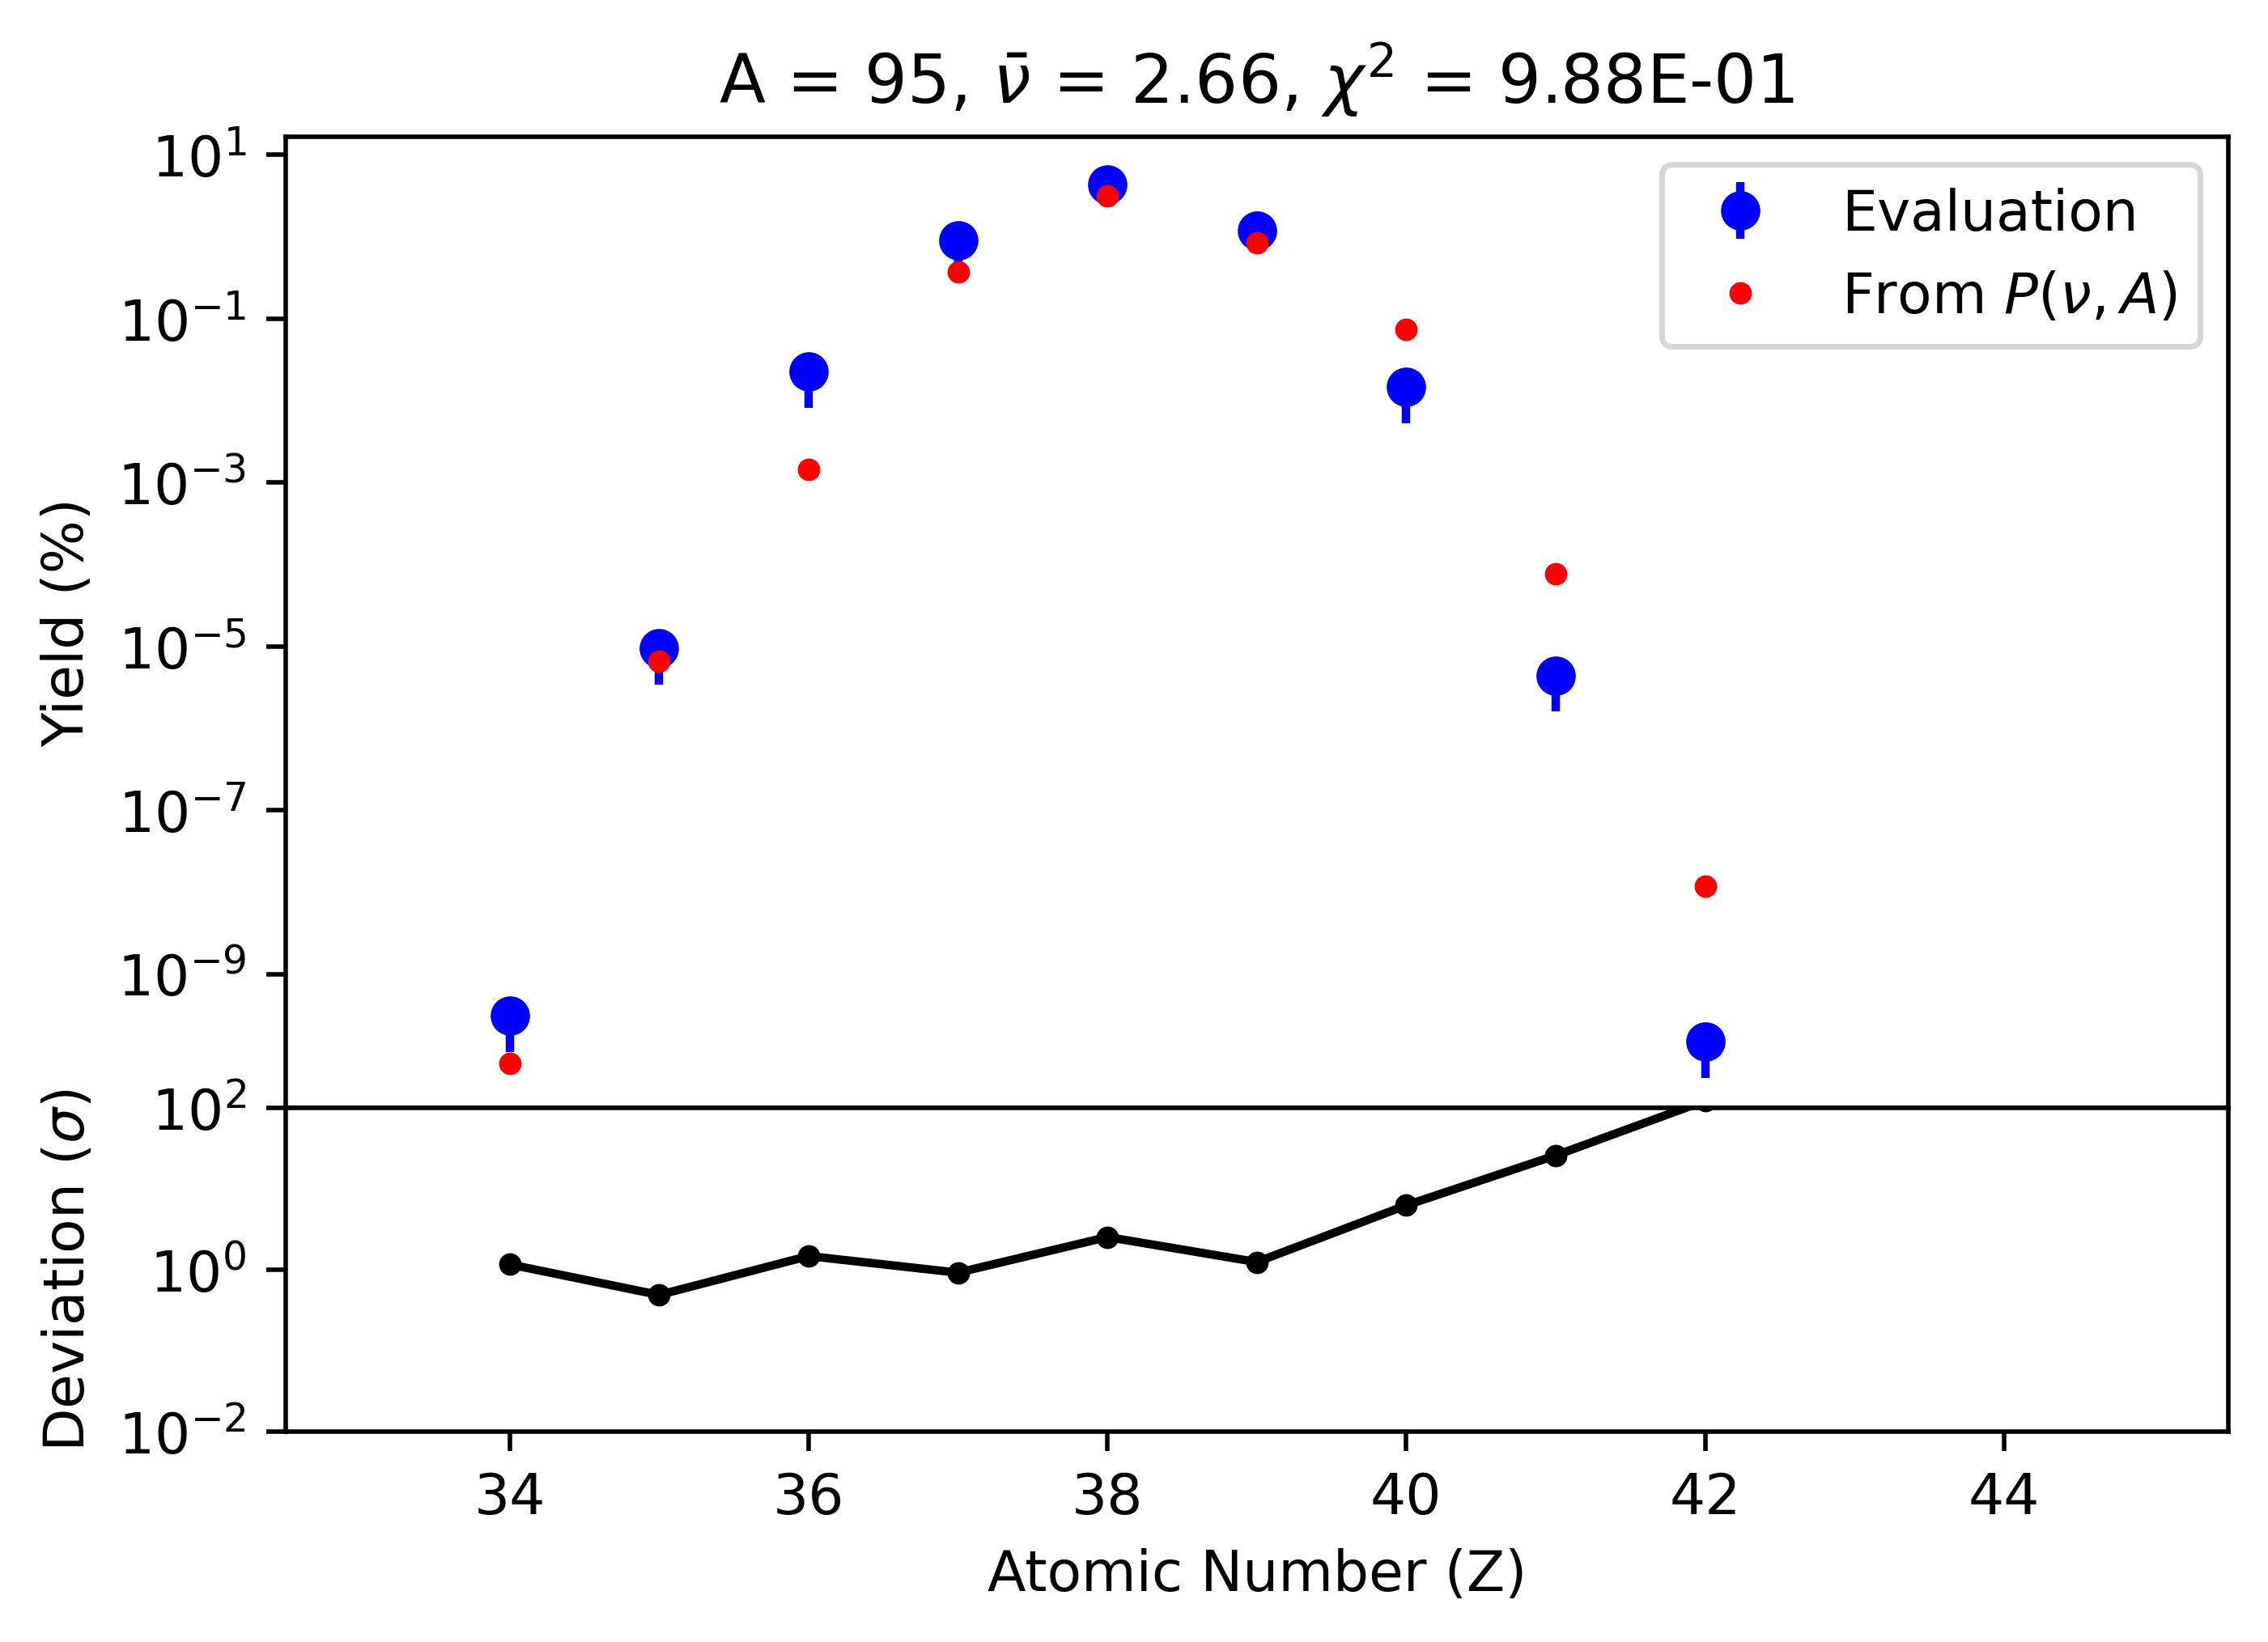 A = 95, ν̄ = 2.66, χ² = 9.88E-01
Evaluation
From P(ν, A)
Yield (%)
10¹
10⁻¹
10⁻³
10⁻⁵
10⁻⁷
10⁻⁹
Deviation (σ)
10²
10⁰
10⁻²
34 36 38 40 42 44
Atomic Number (Z)